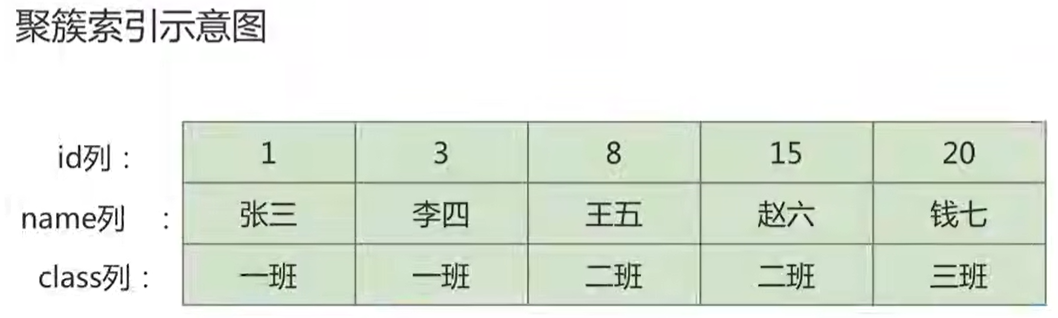 聚簇索引示意图
id列： 1 3 8 15 20
name列 ： 张三 李四 王五 赵六 钱七
class列： 一班 一班 二班 二班 三班